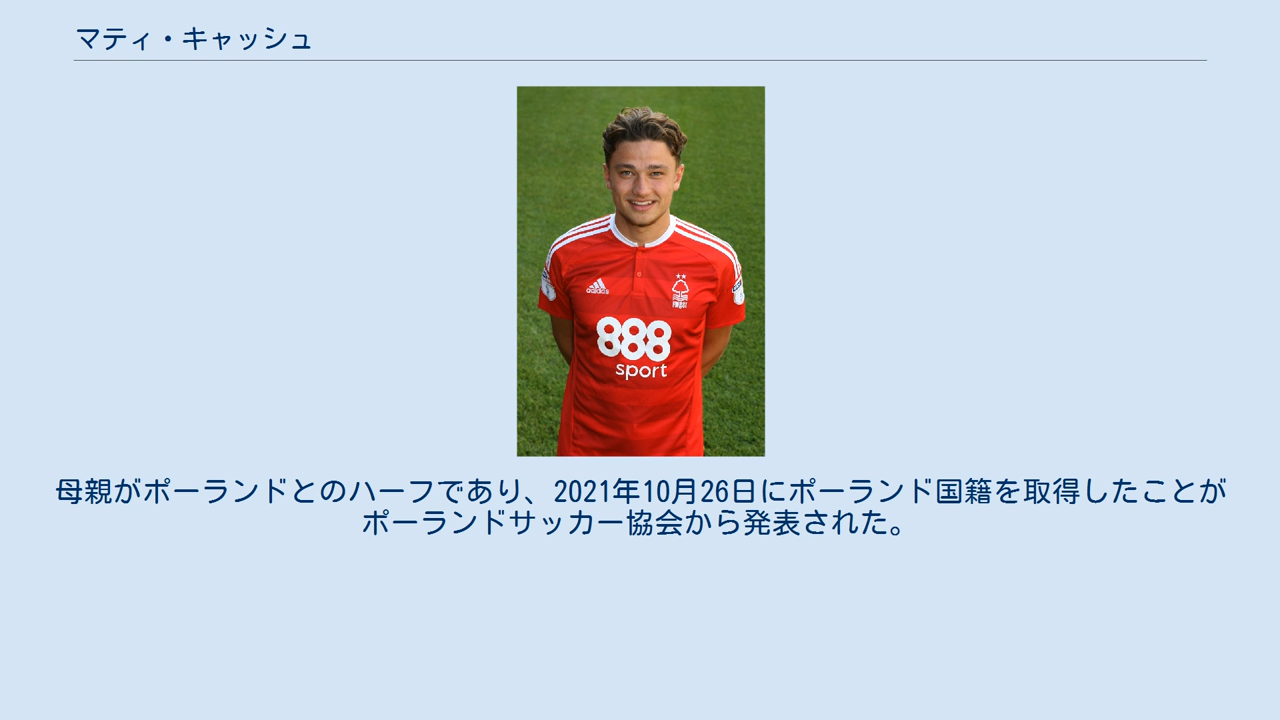 マティ・キャッシュ
adidas
FOREST
888
sport
母親がポーランドとのハーフであり、2021年10月26日にポーランド国籍を取得したことが
ポーランドサッカー協会から発表された。